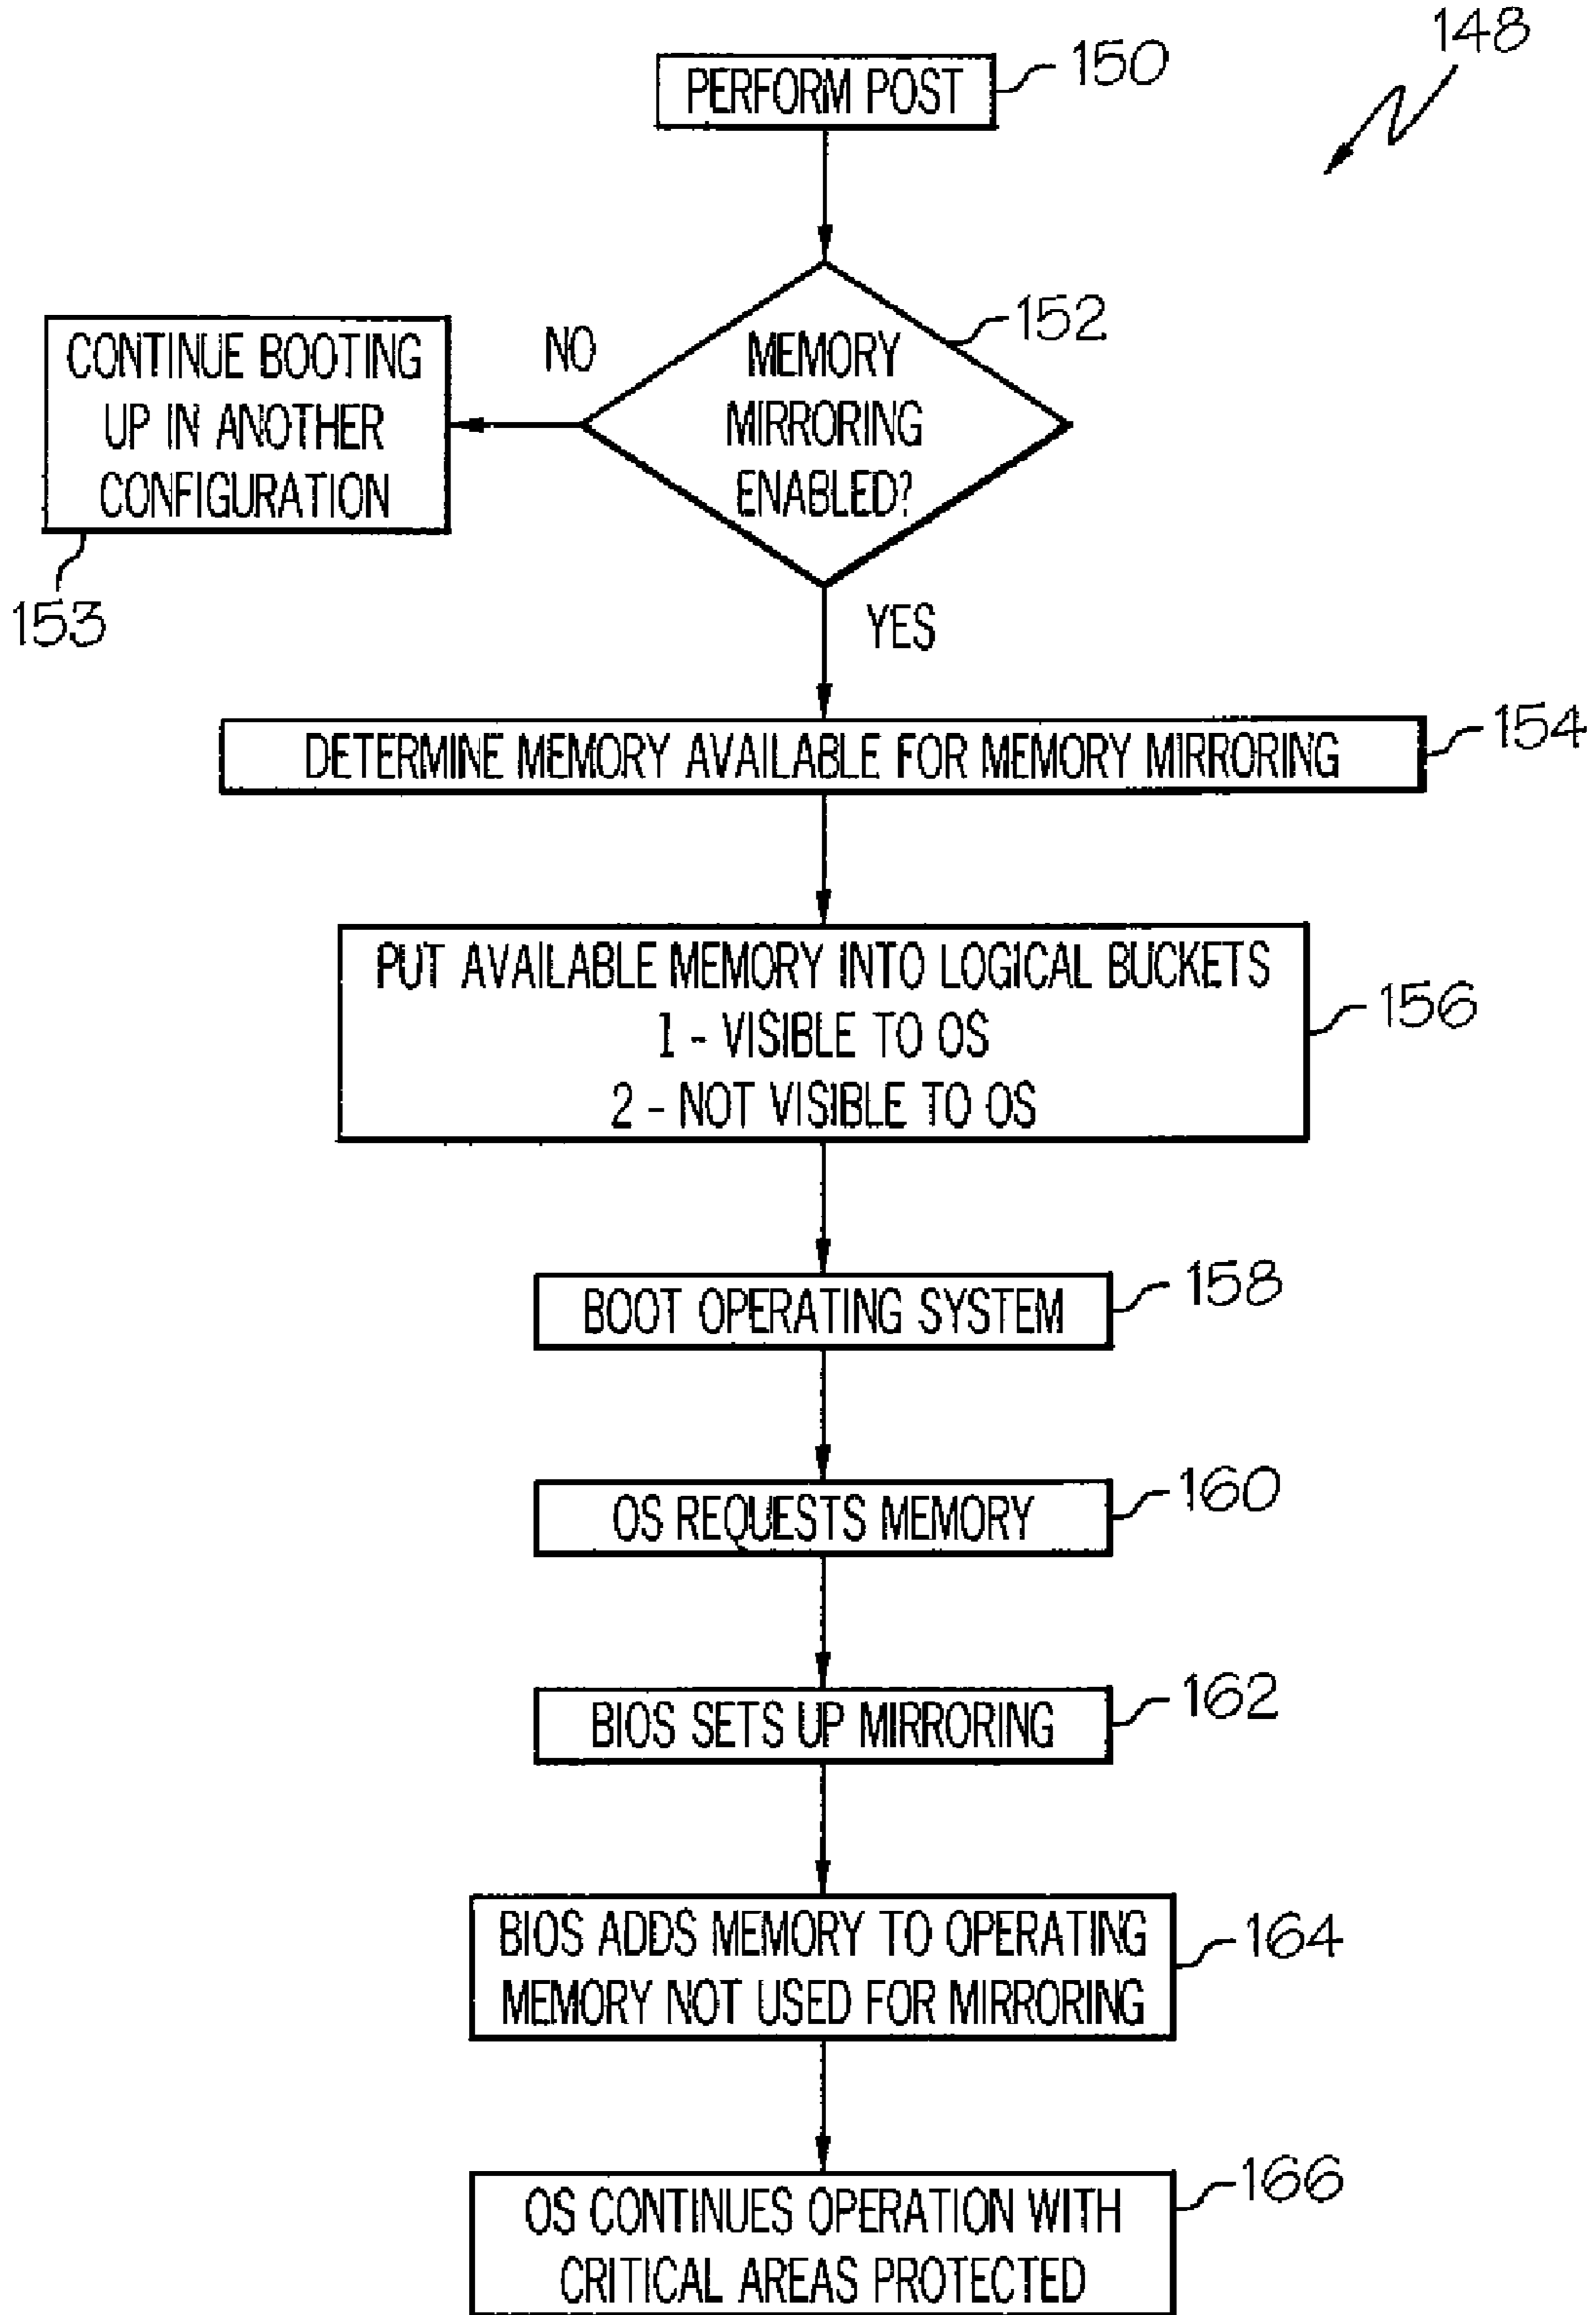 148
PERFORM POST
150
MEMORY
MIRRORING
ENABLED?
152
NO
CONTINUE BOOTING
UP IN ANOTHER
CONFIGURATION
153
YES
DETERMINE MEMORY AVAILABLE FOR MEMORY MIRRORING
154
PUT AVAILABLE MEMORY INTO LOGICAL BUCKETS
1 - VISIBLE TO OS
2 - NOT VISIBLE TO OS
156
BOOT OPERATING SYSTEM
158
OS REQUESTS MEMORY
160
BIOS SETS UP MIRRORING
162
BIOS ADDS MEMORY TO OPERATING
MEMORY NOT USED FOR MIRRORING
164
OS CONTINUES OPERATION WITH
CRITICAL AREAS PROTECTED
166